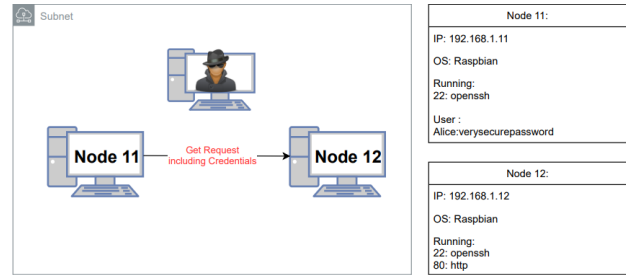 Subnet
Node 11
Get Request
including Credentials
Node 12
Node 11:
IP: 192.168.1.11
OS: Raspbian
Running:
22: openssh
User :
Alice:verysecurepassword
Node 12:
IP: 192.168.1.12
OS: Raspbian
Running:
22: openssh
80: http